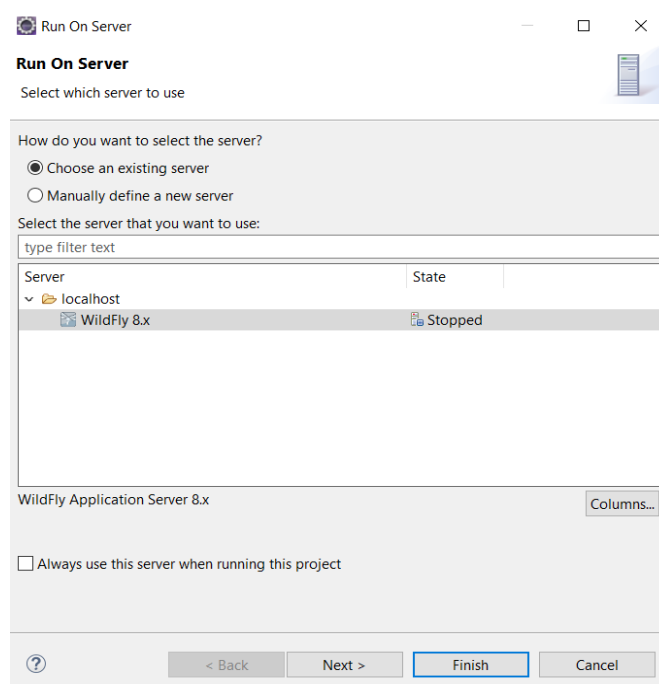 Run On Server
Run On Server
Select which server to use
How do you want to select the server?
Choose an existing server
Manually define a new server
Select the server that you want to use:
type filter text
Server State
localhost
WildFly 8.x Stopped
WildFly Application Server 8.x
Columns...
Always use this server when running this project
? < Back Next > Finish Cancel